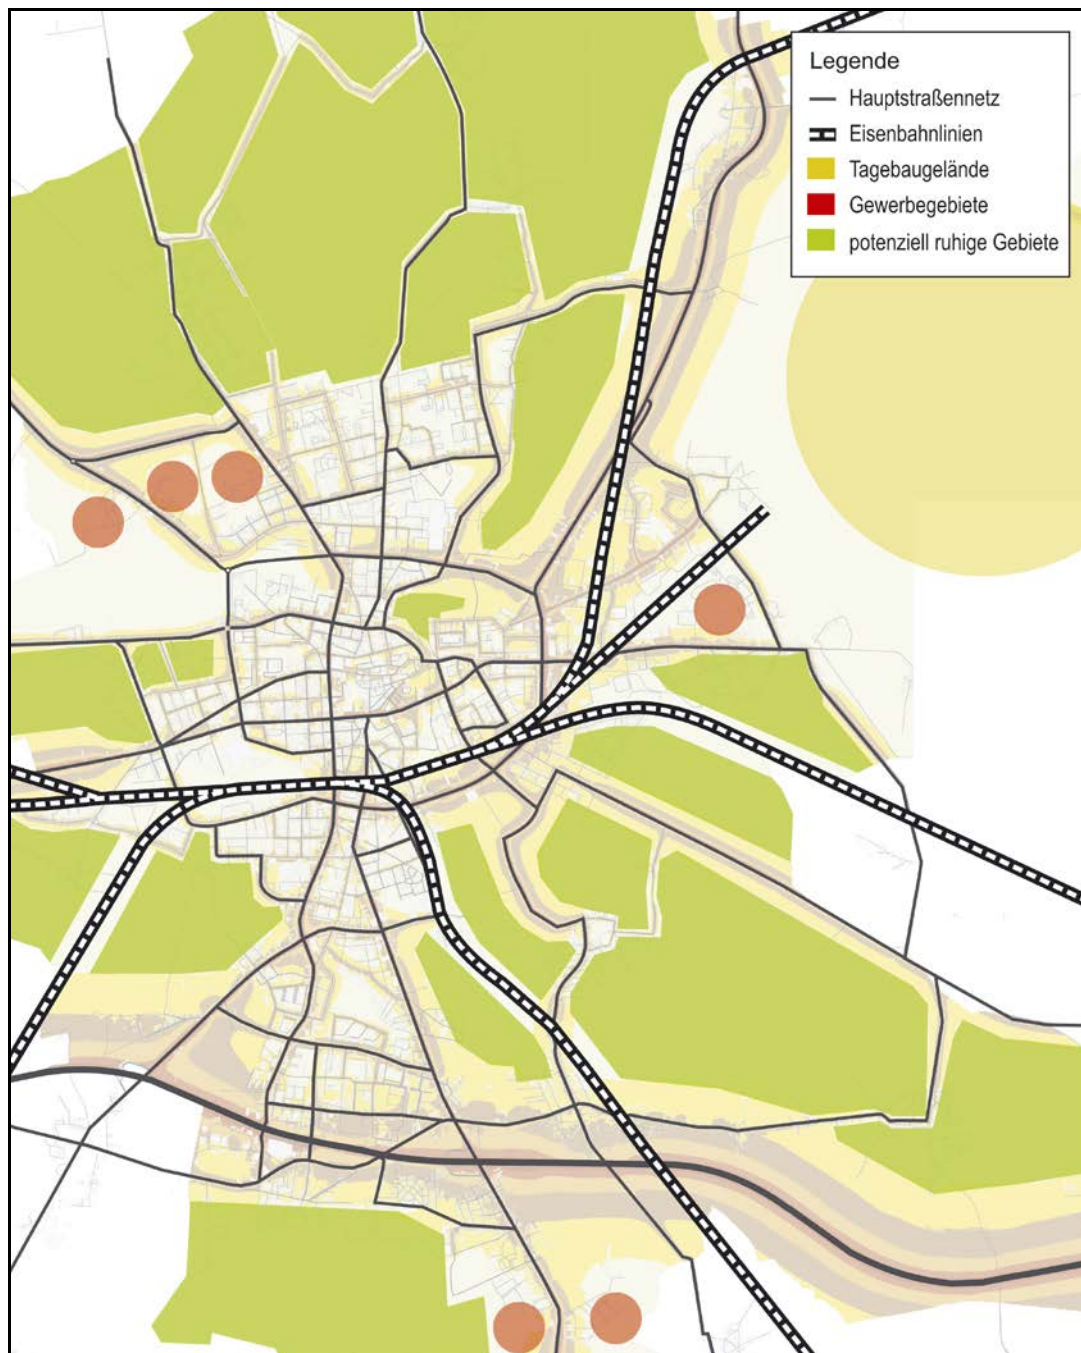 Legende
Hauptstraßennetz
Eisenbahnlinien
Tagebaugelände
Gewerbegebiete
potenziell ruhige Gebiete